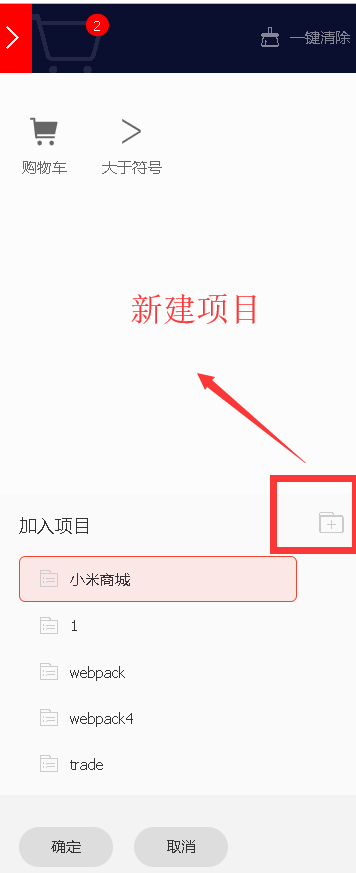 2
一键清除
购物车
大于符号
新建项目
加入项目
小米商城
1
webpack
webpack4
trade
确定
取消